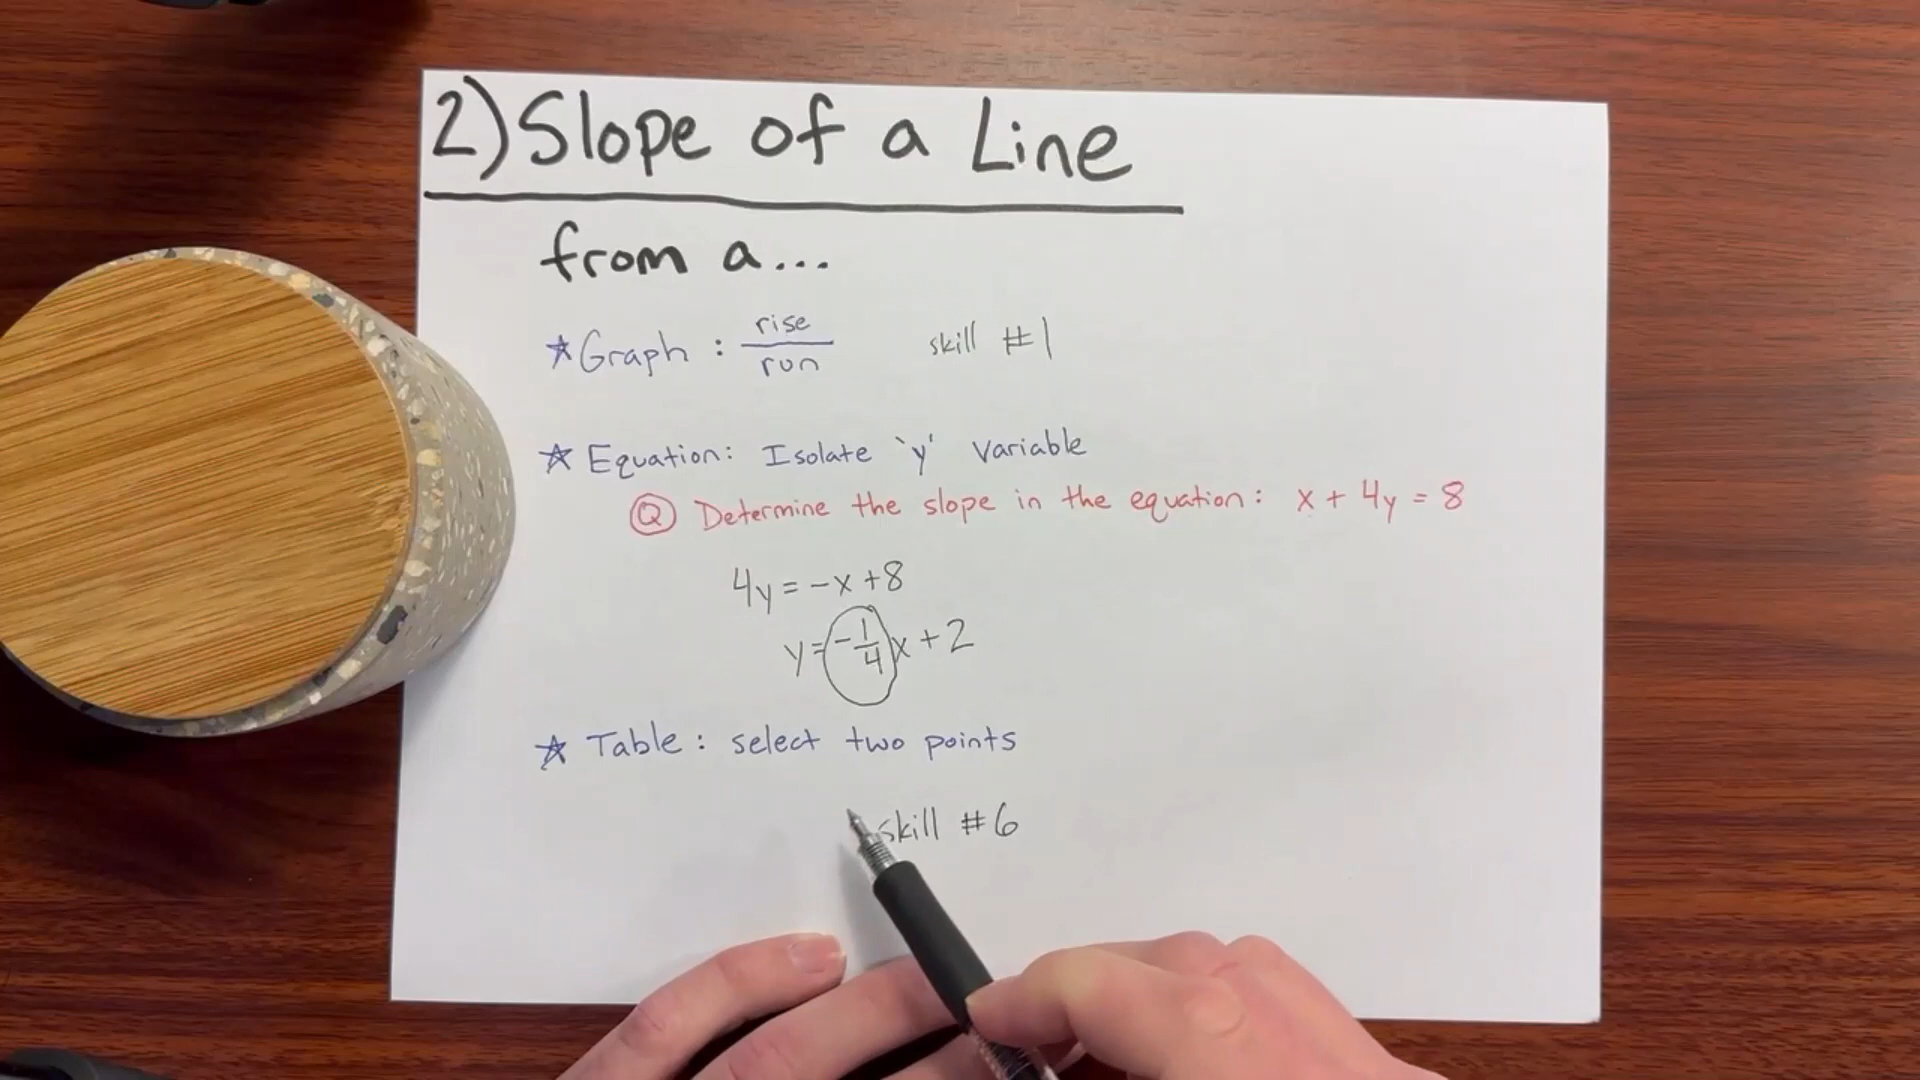 2) Slope of a Line
from a...
☆ Graph : rise/run skill #1
☆ Equation: Isolate `y' variable
Q Determine the slope in the equation: x + 4y = 8
4y = -x + 8
y = -1/4 x + 2
☆ Table: select two points
skill #6